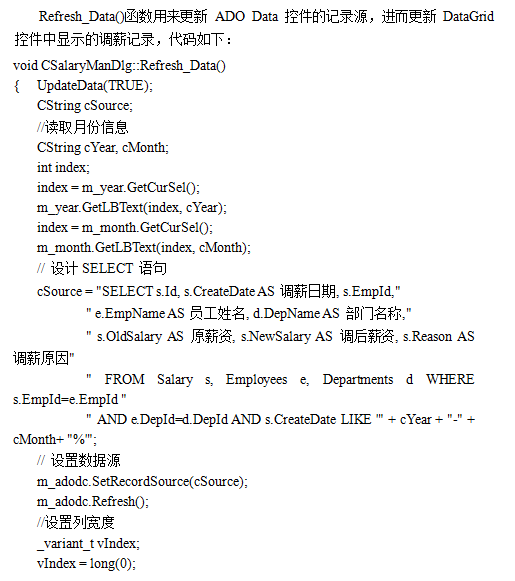 Refresh_Data()函数用来更新 ADO Data 控件的记录源，进而更新 DataGrid
控件中显示的调薪记录，代码如下：
void CSalaryManDlg::Refresh_Data()
{ UpdateData(TRUE);
CString cSource;
//读取月份信息
CString cYear, cMonth;
int index;
index = m_year.GetCurSel();
m_year.GetLBText(index, cYear);
index = m_month.GetCurSel();
m_month.GetLBText(index, cMonth);
// 设计 SELECT 语句
cSource = "SELECT s.Id, s.CreateDate AS 调薪日期, s.EmpId,"
" e.EmpName AS 员工姓名, d.DepName AS 部门名称,"
" s.OldSalary AS 原薪资, s.NewSalary AS 调后薪资, s.Reason AS
调薪原因"
" FROM Salary s, Employees e, Departments d WHERE
s.EmpId=e.EmpId "
" AND e.DepId=d.DepId AND s.CreateDate LIKE '" + cYear + "-" +
cMonth+ "%'";
// 设置数据源
m_adodc.SetRecordSource(cSource);
m_adodc.Refresh();
//设置列宽度
_variant_t vIndex;
vIndex = long(0);